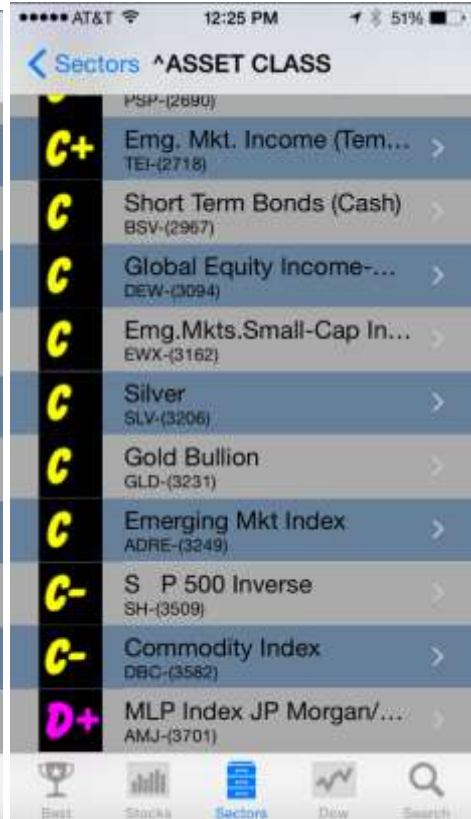 AT&T 12:25 PM 51%
Sectors ^ASSET CLASS
PSP-(2690)
C+ Emg. Mkt. Income (Tem...
TEI-(2718)
C Short Term Bonds (Cash)
BSV-(2967)
C Global Equity Income-...
DEW-(3094)
C Emg.Mkts.Small-Cap In...
EWX-(3162)
C Silver
SLV-(3206)
C Gold Bullion
GLD-(3231)
C Emerging Mkt Index
ADRE-(3249)
C- S P 500 Inverse
SH-(3509)
C- Commodity Index
DBC-(3582)
D+ MLP Index JP Morgan/...
AMJ-(3701)
Best Stocks Sectors Dow Search